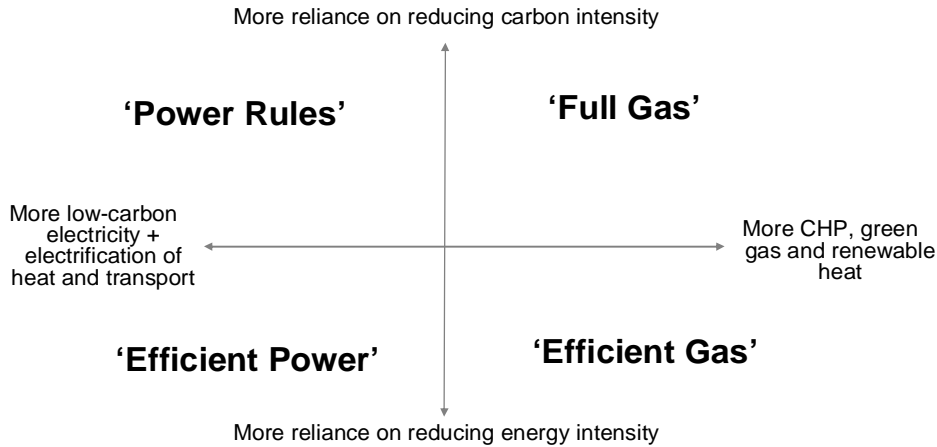 More reliance on reducing carbon intensity
‘Power Rules’
‘Full Gas’
More low-carbon
electricity +
electrification of
heat and transport
More CHP, green
gas and renewable
heat
‘Efficient Power’
‘Efficient Gas’
More reliance on reducing energy intensity